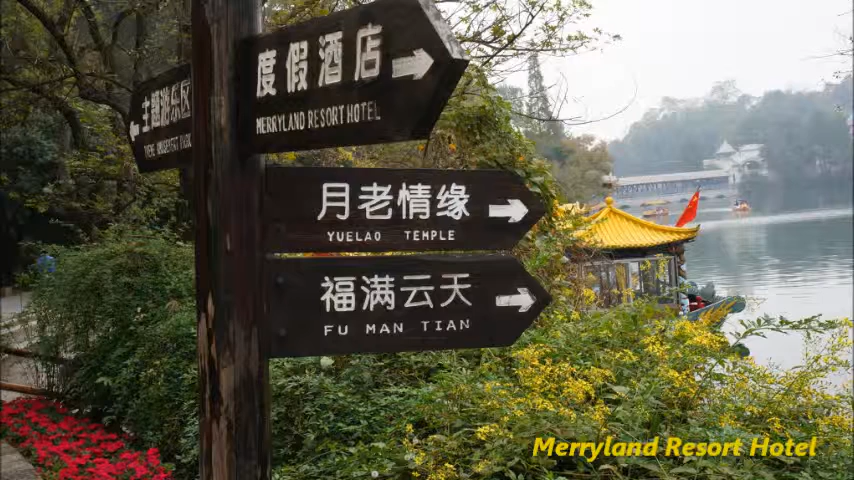 主题游乐区
THEME AMUSEMENT PARK
度假酒店
MERRYLAND RESORT HOTEL
月老情缘
YUELAO TEMPLE
福满云天
FU MAN TIAN
Merryland Resort Hotel